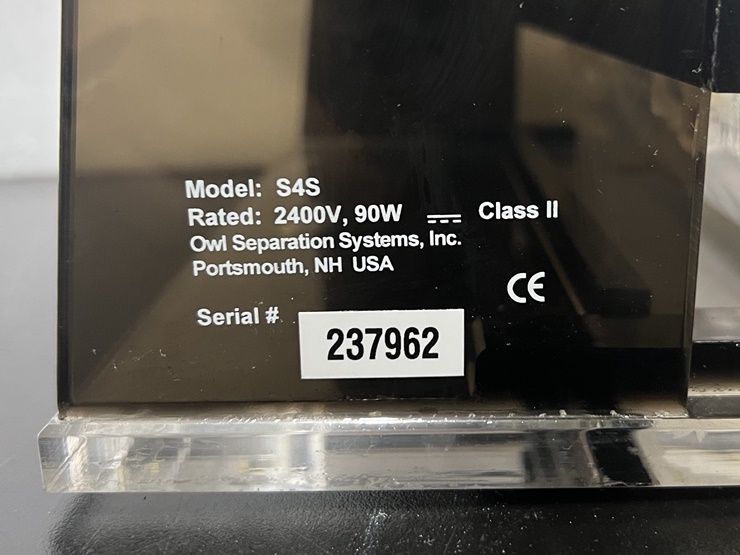 Model: S4S
Rated: 2400V, 90W ⎓ Class II
Owl Separation Systems, Inc.
Portsmouth, NH USA
CE
Serial # 237962